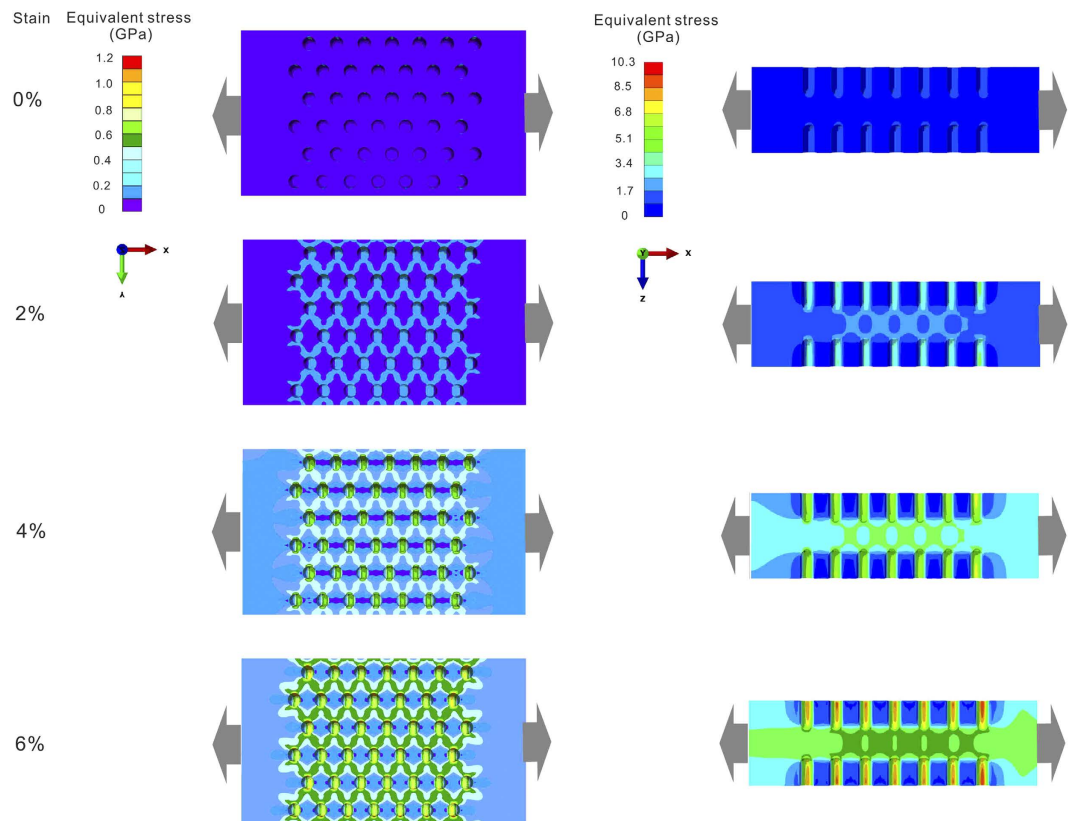 Stain
Equivalent stress
(GPa)
1.2
1.0
0.8
0.6
0.4
0.2
0
X
Y
Equivalent stress
(GPa)
10.3
8.5
6.8
5.1
3.4
1.7
0
Y
X
Z
0%
2%
4%
6%